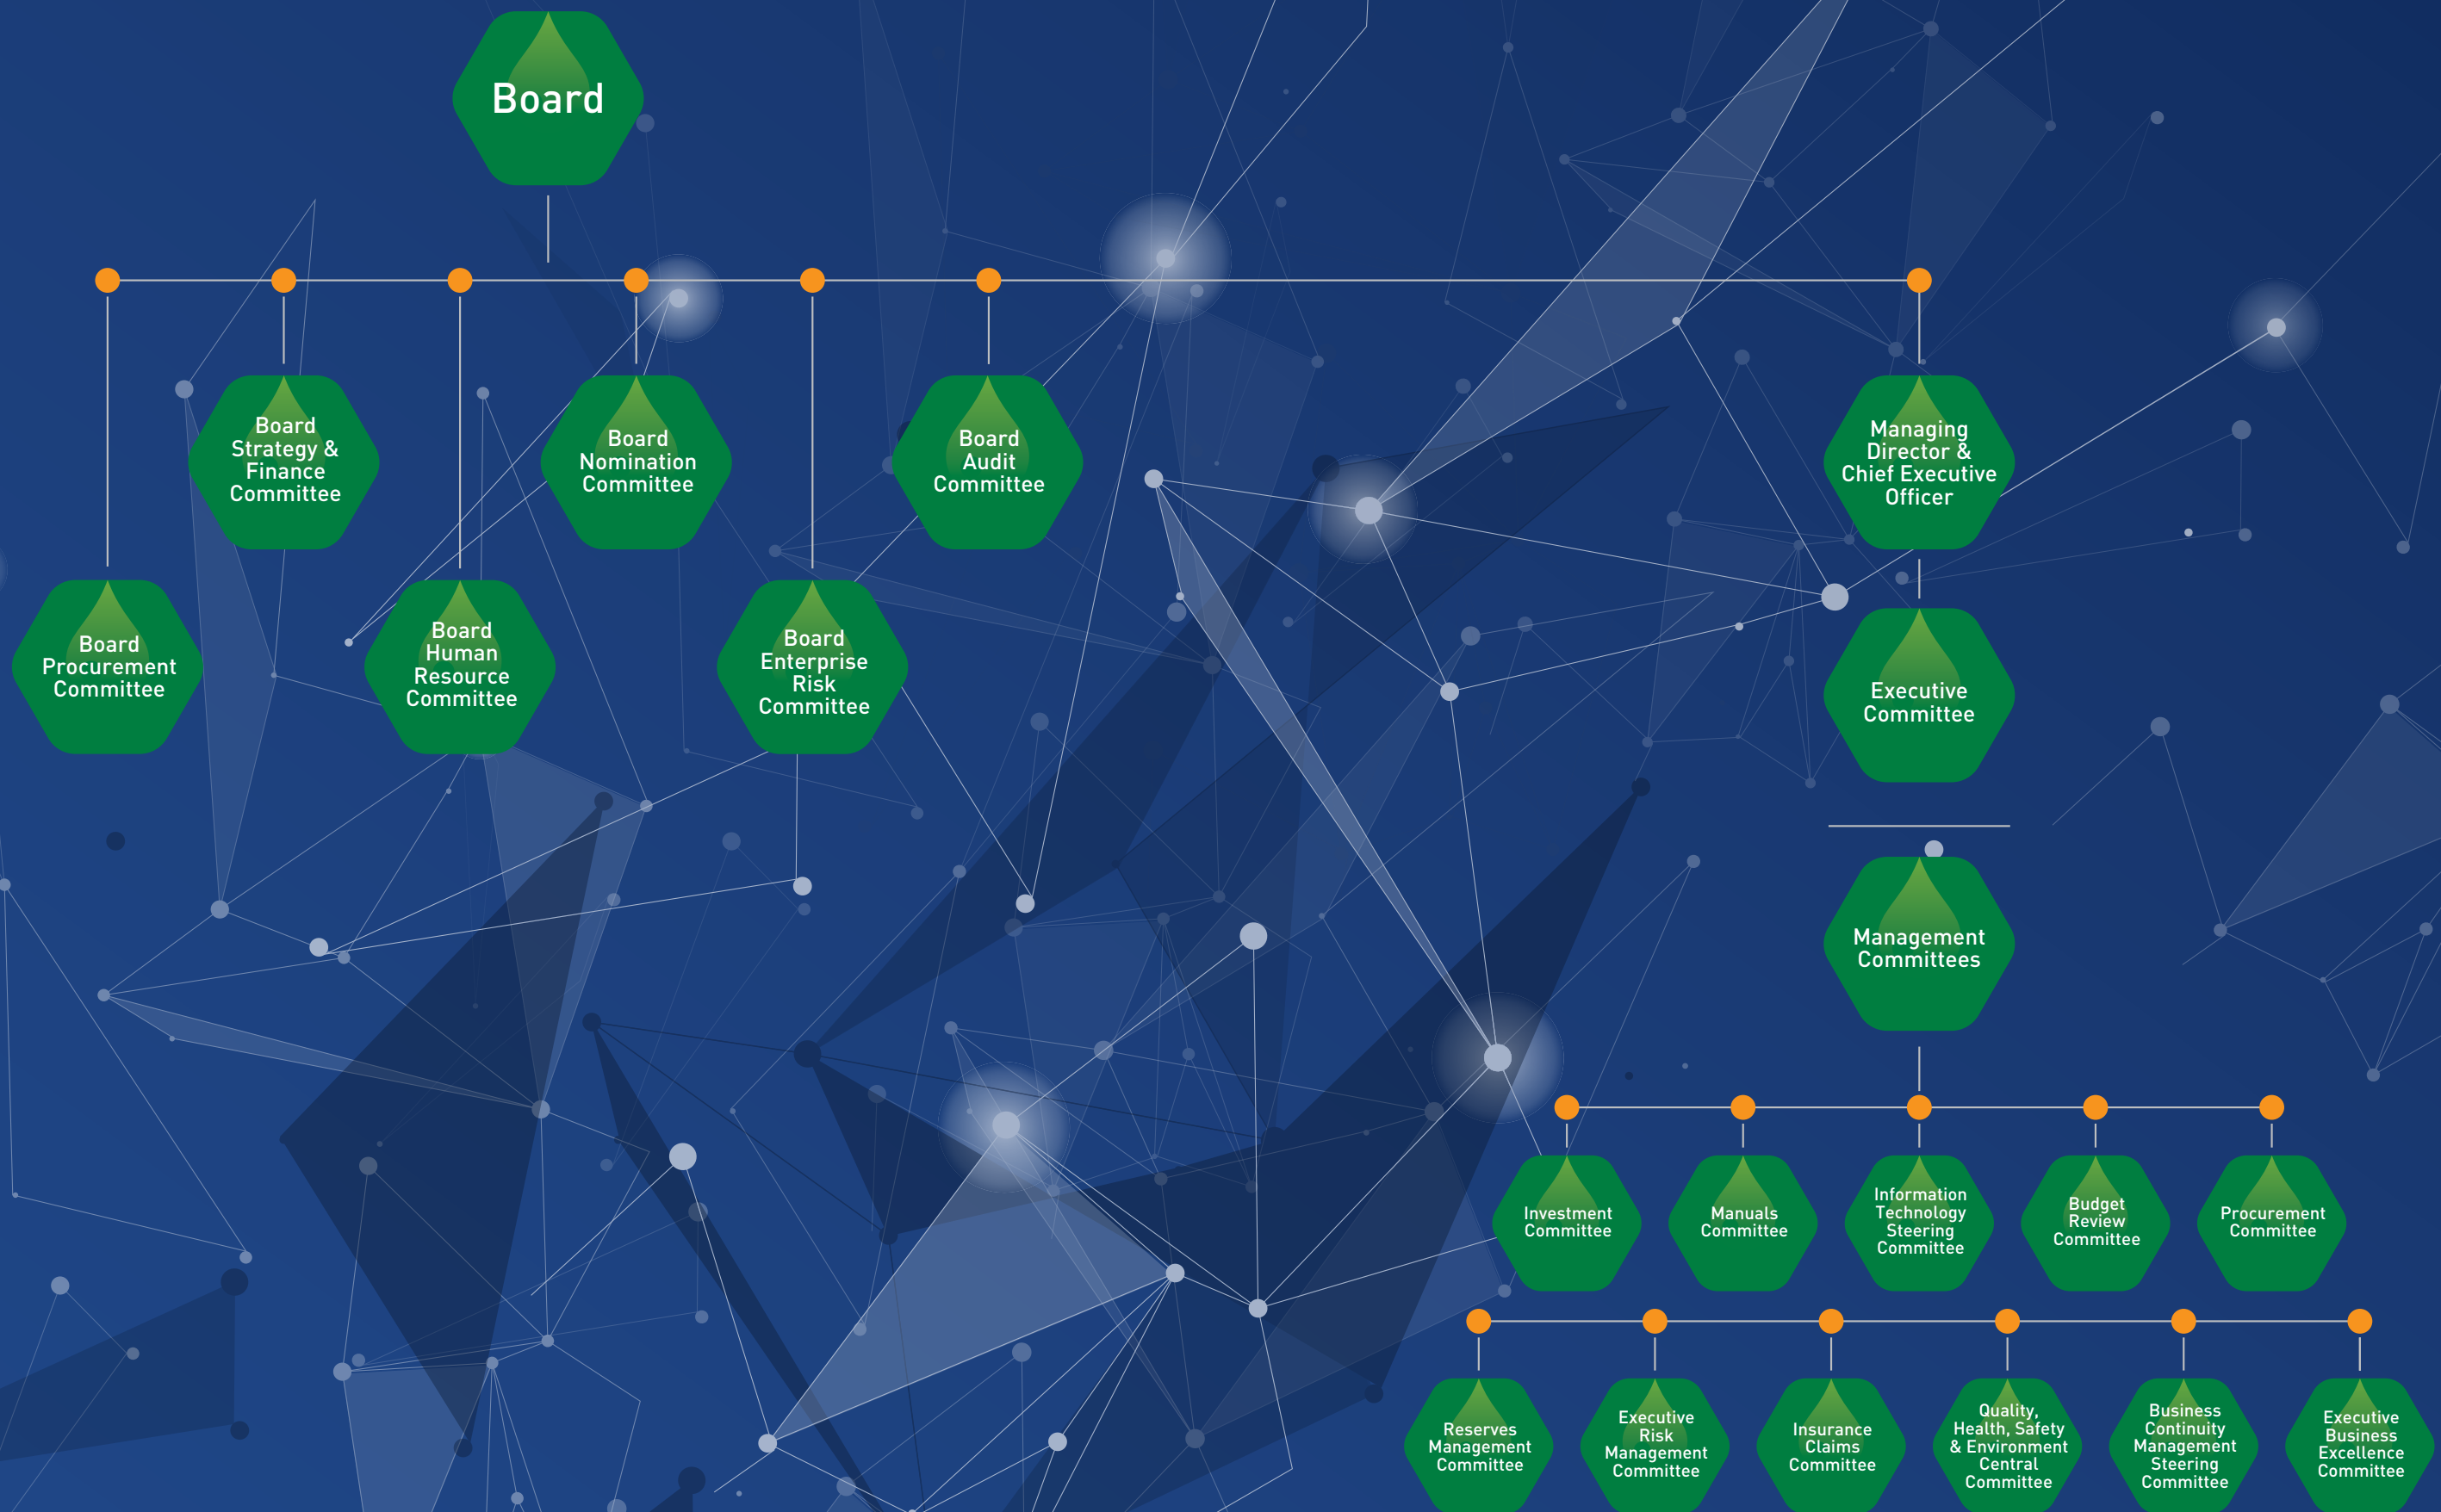 Board
Board
Strategy &
Finance
Committee
Board
Nomination
Committee
Board
Audit
Committee
Managing
Director &
Chief Executive
Officer
Board
Procurement
Committee
Board
Human
Resource
Committee
Board
Enterprise
Risk
Committee
Executive
Committee
Management
Committees
Investment
Committee
Manuals
Committee
Information
Technology
Steering
Committee
Budget
Review
Committee
Procurement
Committee
Reserves
Management
Committee
Executive
Risk
Management
Committee
Insurance
Claims
Committee
Quality,
Health, Safety
& Environment
Central
Committee
Business
Continuity
Management
Steering
Committee
Executive
Business
Excellence
Committee